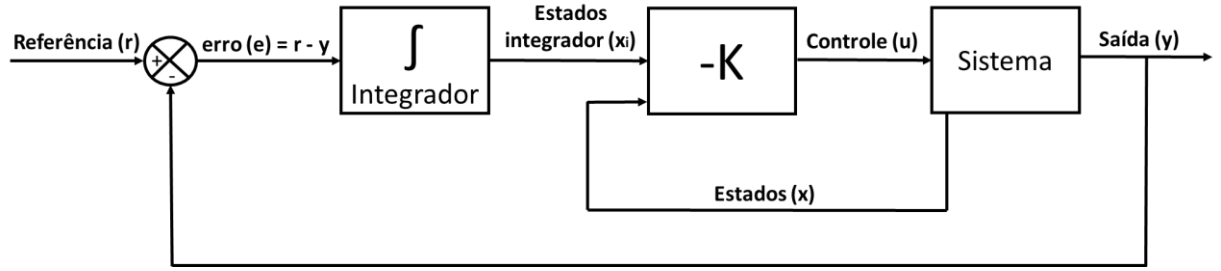 Referência (r)
+
-
erro (e) = r - y
∫
Integrador
Estados
integrador (xi)
-K
Controle (u)
Sistema
Saída (y)
Estados (x)